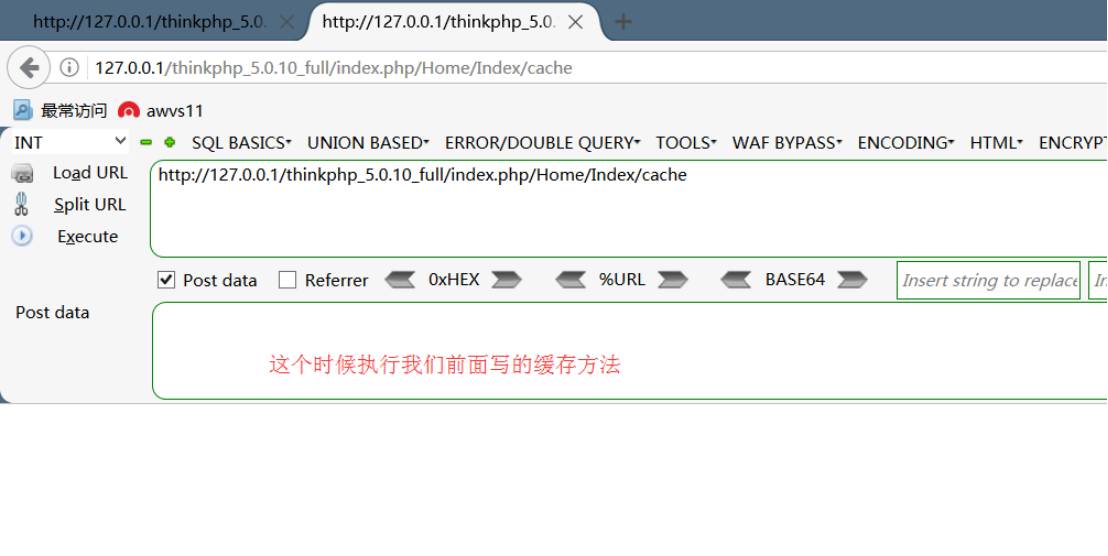 http://127.0.0.1/thinkphp_5.0.
http://127.0.0.1/thinkphp_5.0.
127.0.0.1/thinkphp_5.0.10_full/index.php/Home/Index/cache
最常访问 awvs11
INT SQL BASICS UNION BASED ERROR/DOUBLE QUERY TOOLS WAF BYPASS ENCODING HTML ENCRYPT
Load URL http://127.0.0.1/thinkphp_5.0.10_full/index.php/Home/Index/cache
Split URL
Execute
Post data Referrer 0xHEX %URL BASE64 Insert string to replace In
Post data
这个时候执行我们前面写的缓存方法